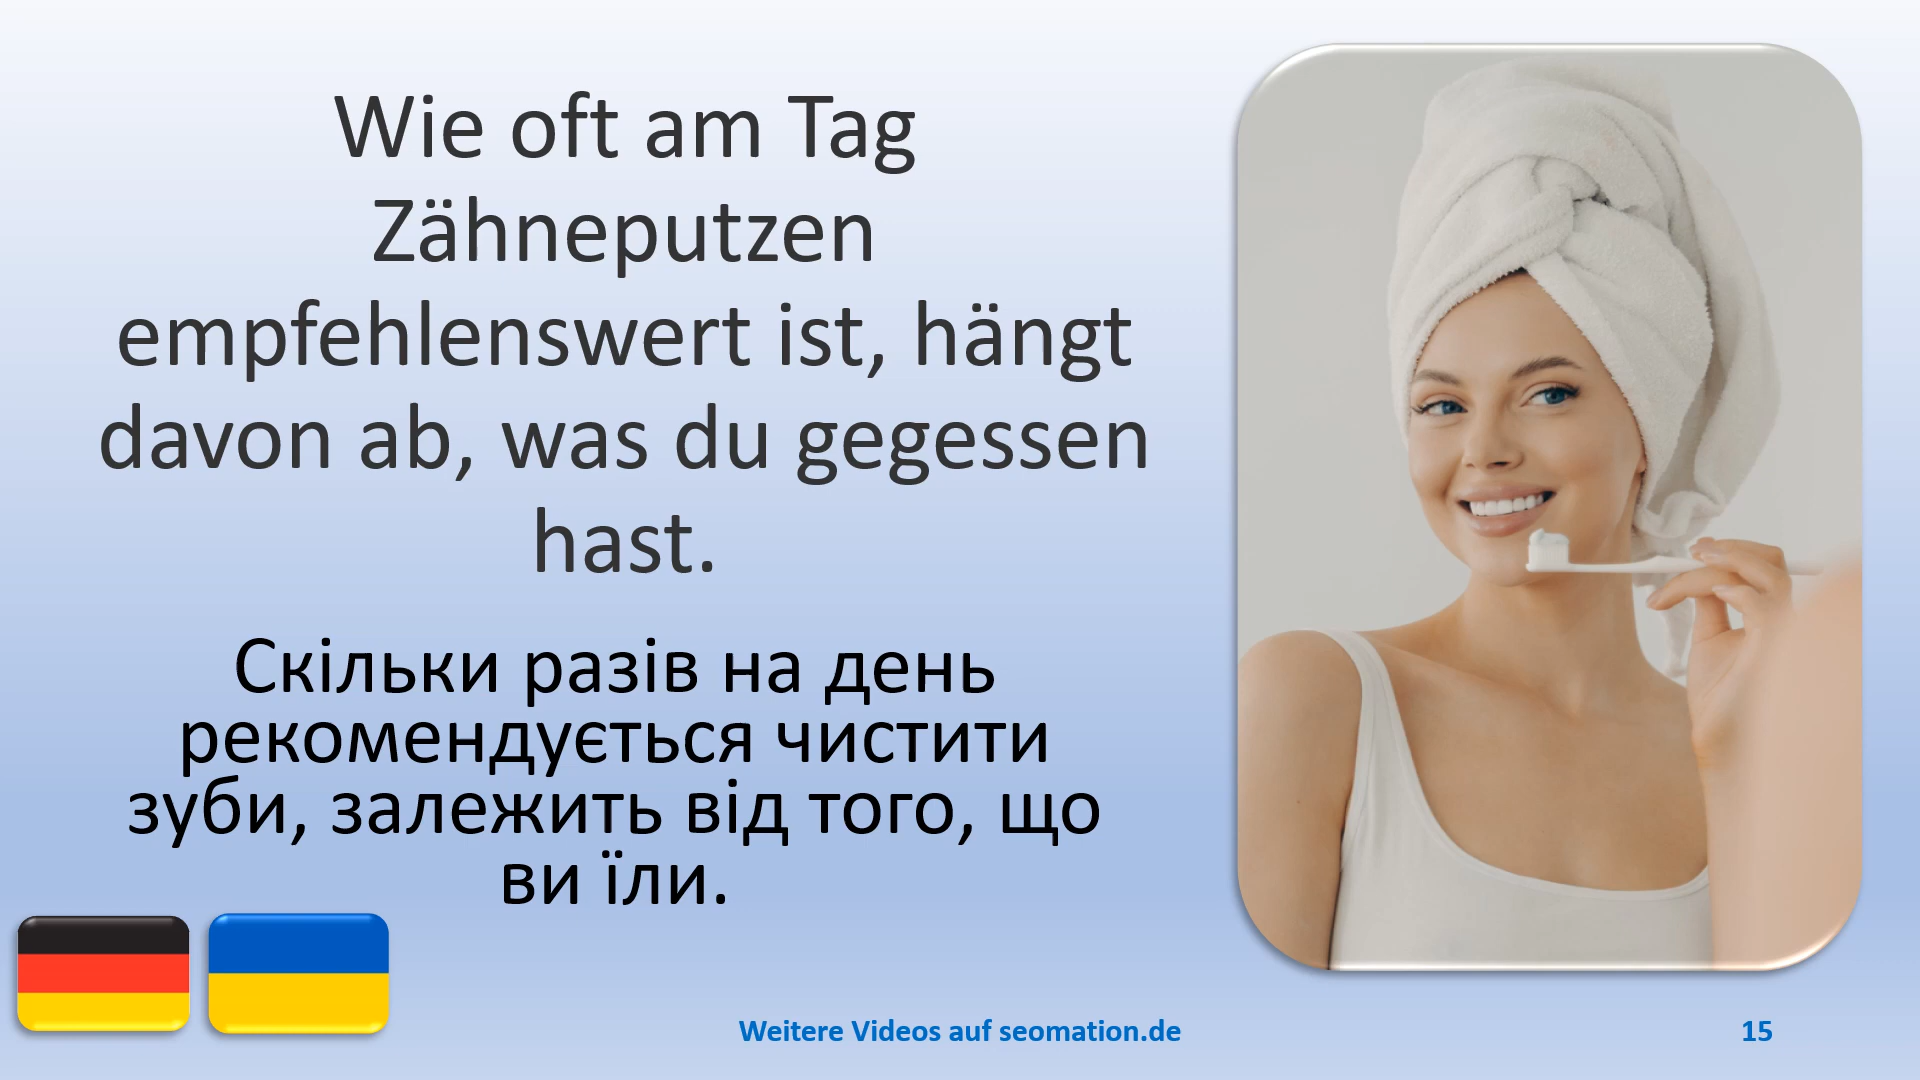 Wie oft am Tag
Zähneputzen
empfehlenswert ist, hängt
davon ab, was du gegessen
hast.
Скільки разів на день
рекомендується чистити
зуби, залежить від того, що
ви їли.
Weitere Videos auf seomation.de
15